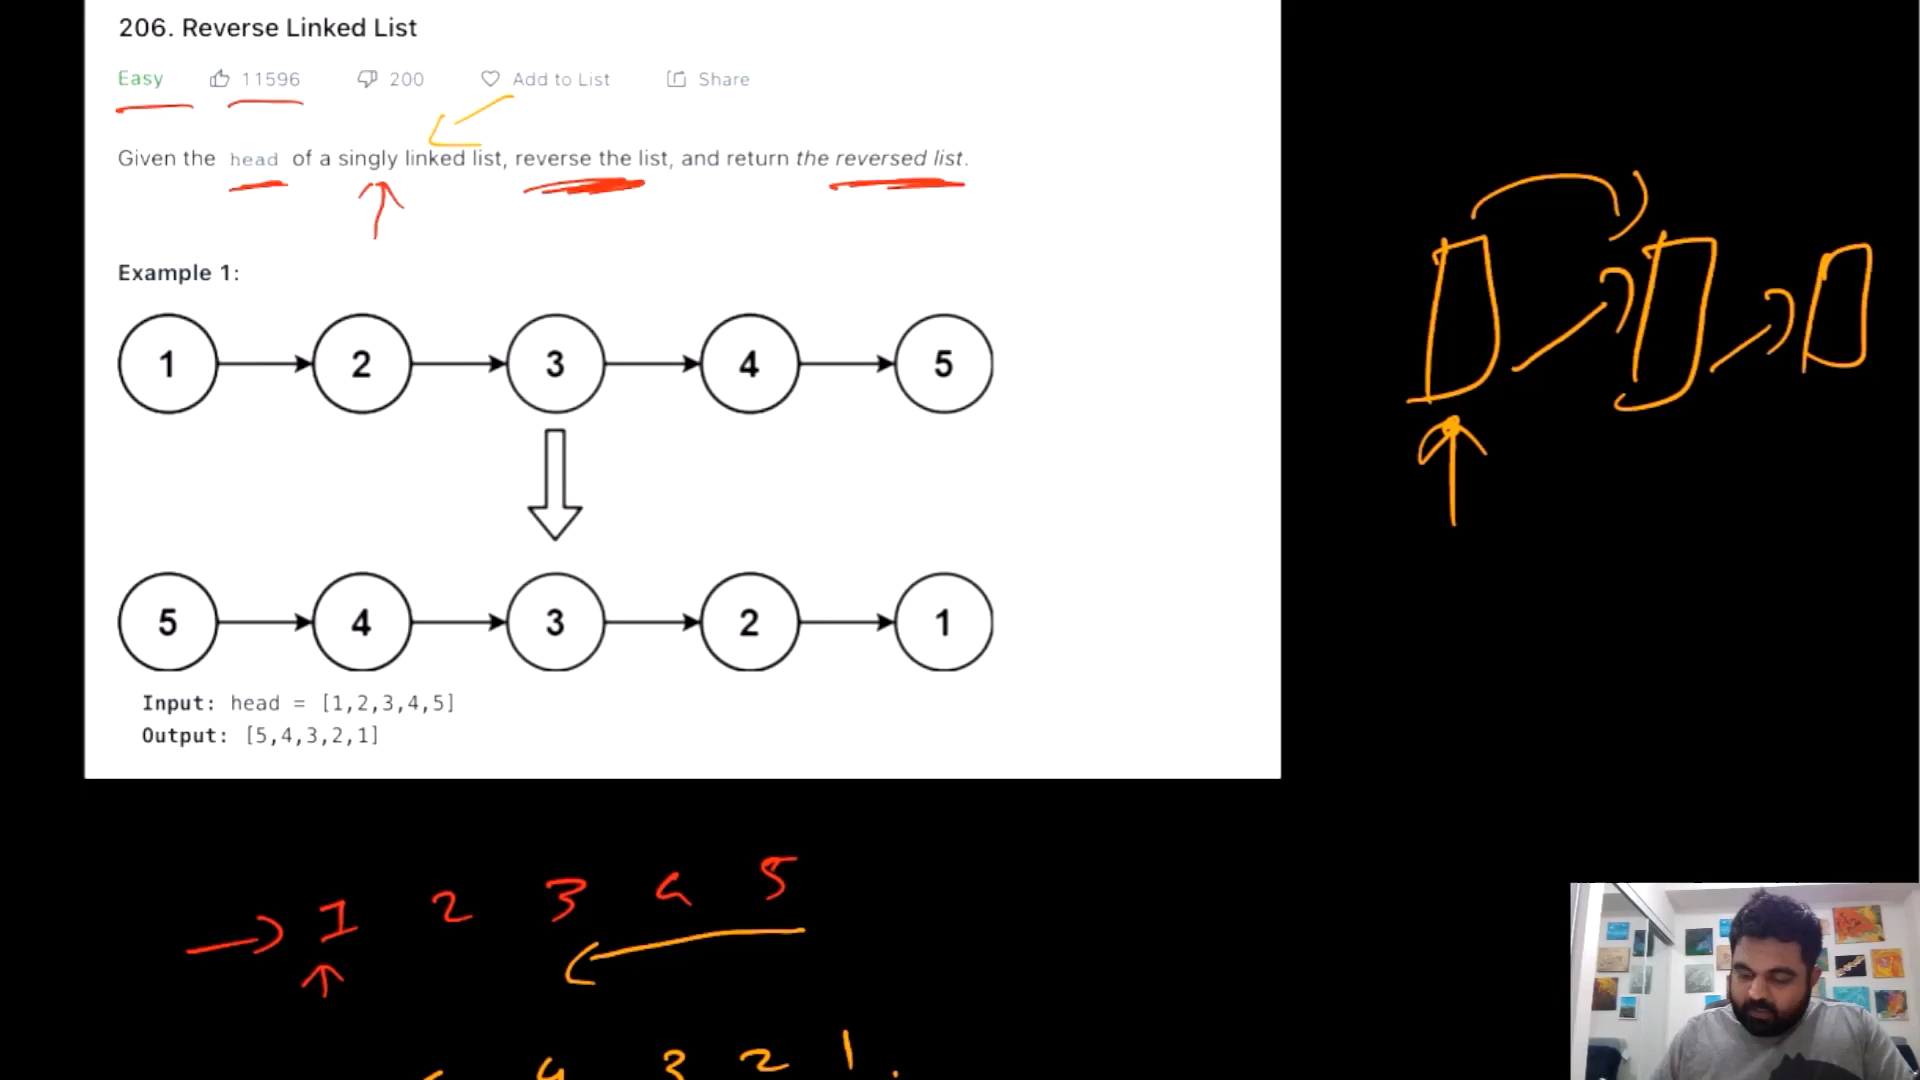 206. Reverse Linked List
Easy 11596 200 Add to List Share
Given the head of a singly linked list, reverse the list, and return the reversed list.
Example 1:
1 2 3 4 5
5 4 3 2 1
Input: head = [1,2,3,4,5]
Output: [5,4,3,2,1]
1 2 3 4 5
4 3 2 1 .